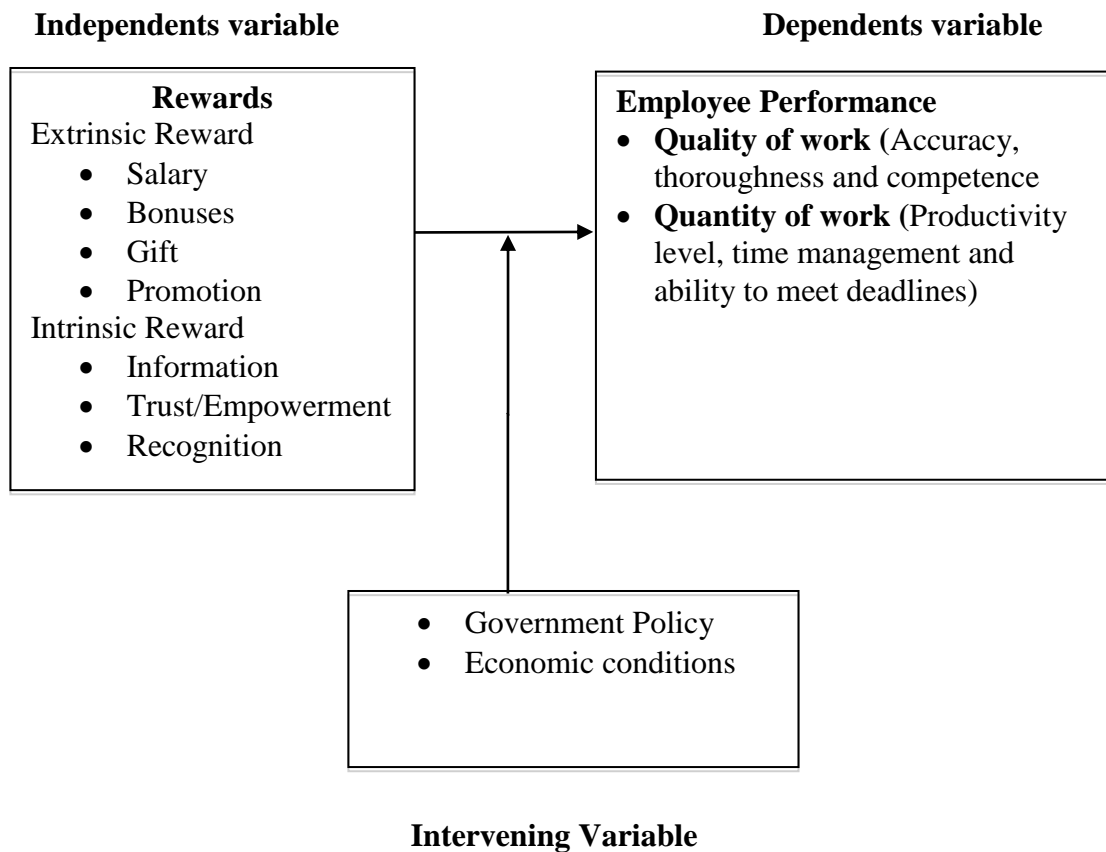 Independents variable
Dependents variable
Rewards
Extrinsic Reward
• Salary
• Bonuses
• Gift
• Promotion
Intrinsic Reward
• Information
• Trust/Empowerment
• Recognition
Employee Performance
• Quality of work (Accuracy,
thoroughness and competence
• Quantity of work (Productivity
level, time management and
ability to meet deadlines)
• Government Policy
• Economic conditions
Intervening Variable